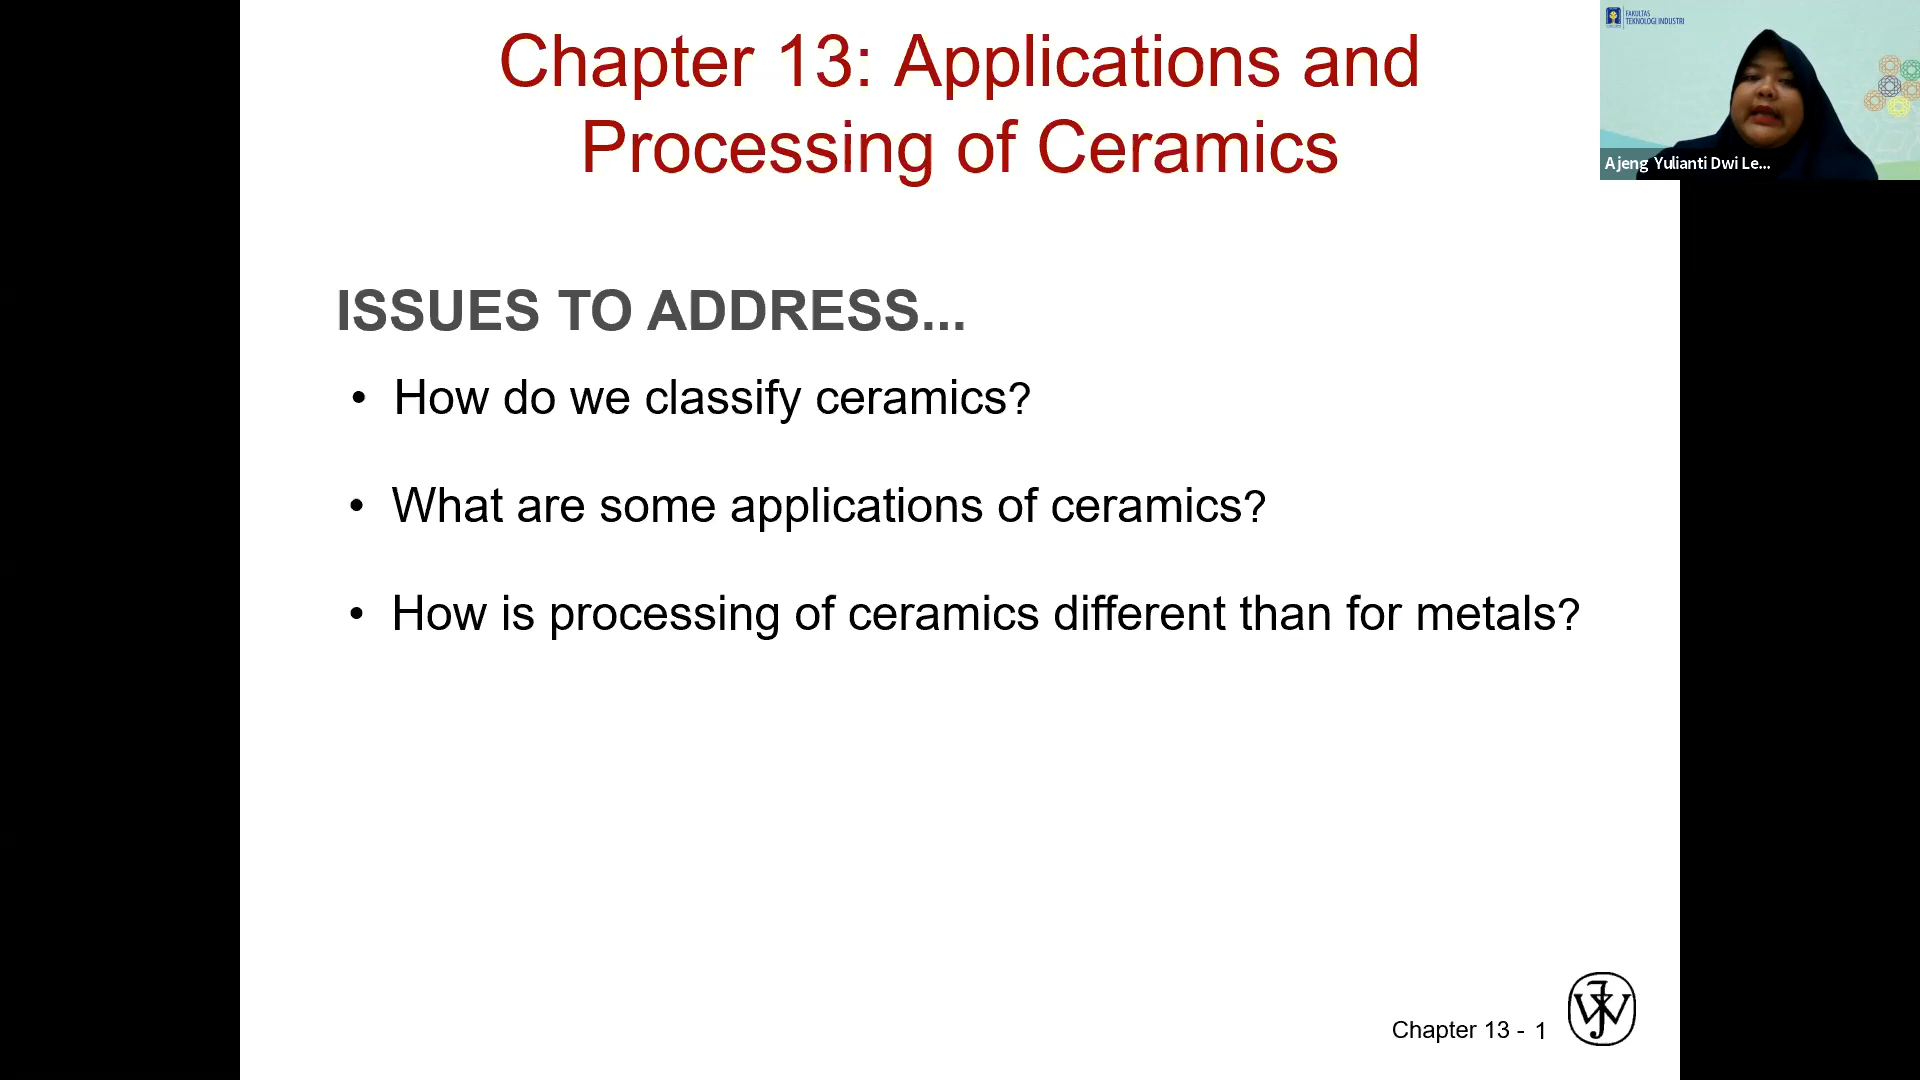 Chapter 13: Applications and
Processing of Ceramics
FAKULTAS
TEKNOLOGI INDUSTRI
Ajeng Yulianti Dwi Le...
ISSUES TO ADDRESS...
• How do we classify ceramics?
• What are some applications of ceramics?
• How is processing of ceramics different than for metals?
Chapter 13 - 1